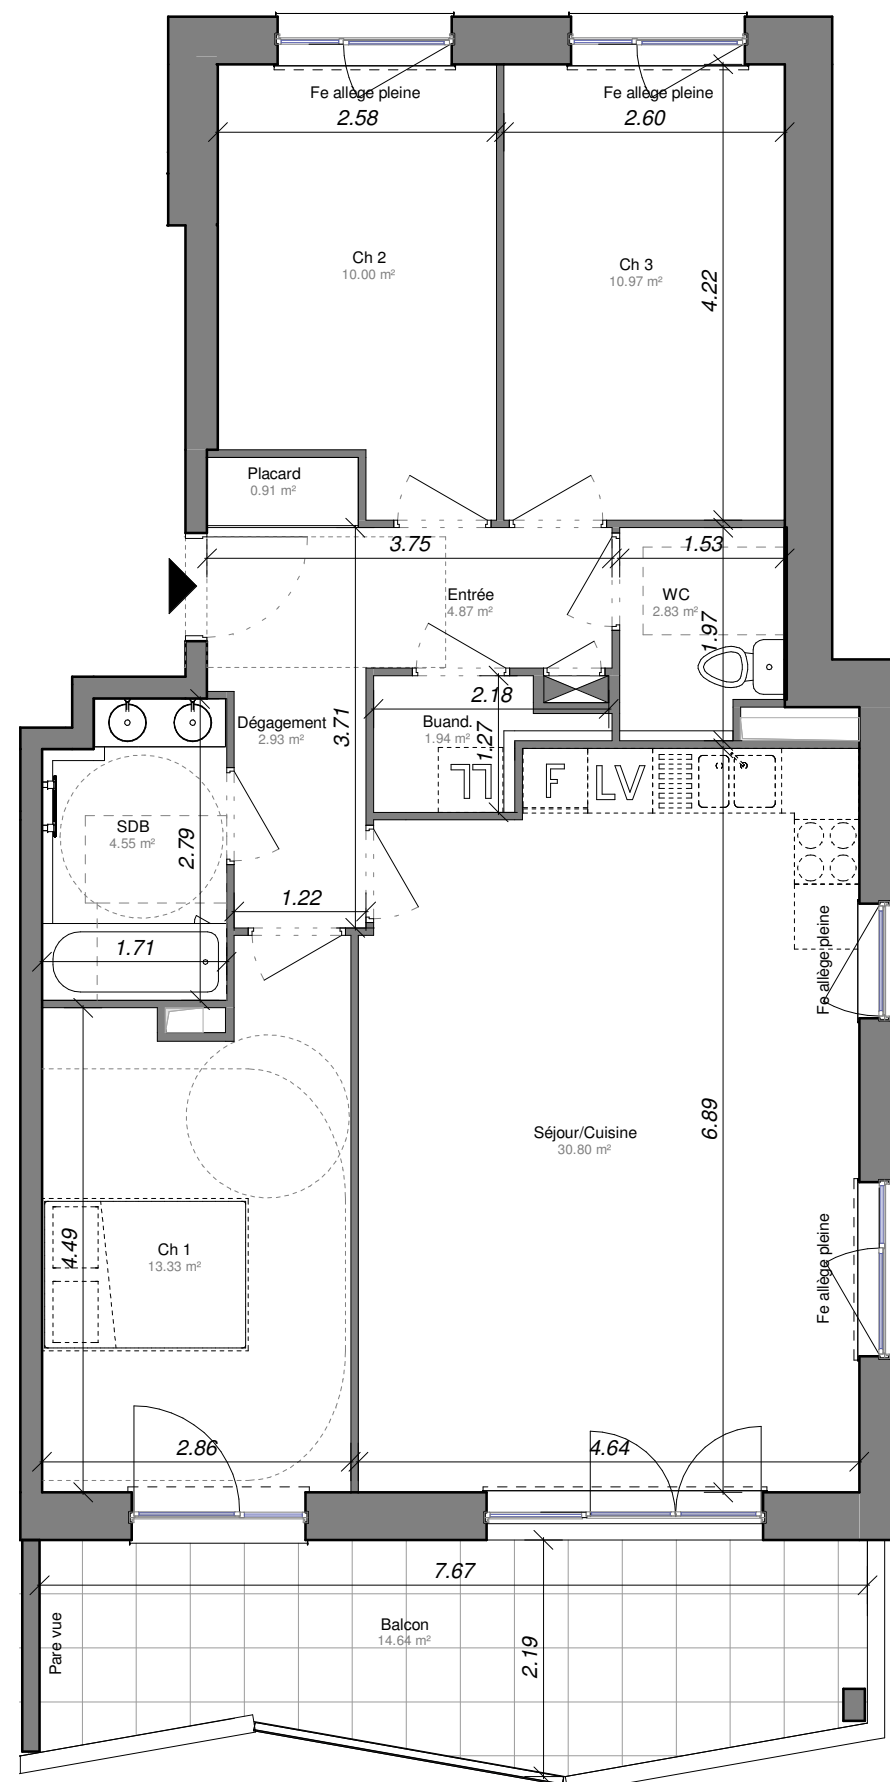 Fe allège pleine
2.58
Fe allège pleine
2.60
Ch 2
10.00 m²
Ch 3
10.97 m²
4.22
Placard
0.91 m²
3.75
1.53
Entrée
4.87 m²
WC
2.83 m²
1.97
2.18
Dégagement
2.93 m²
3.71
Buand.
1.94 m²
1.27
LL
F
LV
SDB
4.55 m²
2.79
1.22
1.71
Fe allège pleine
6.89
Séjour/Cuisine
30.80 m²
4.49
Ch 1
13.33 m²
Fe allège pleine
2.86
4.64
7.67
Pare vue
Balcon
14.64 m²
2.19